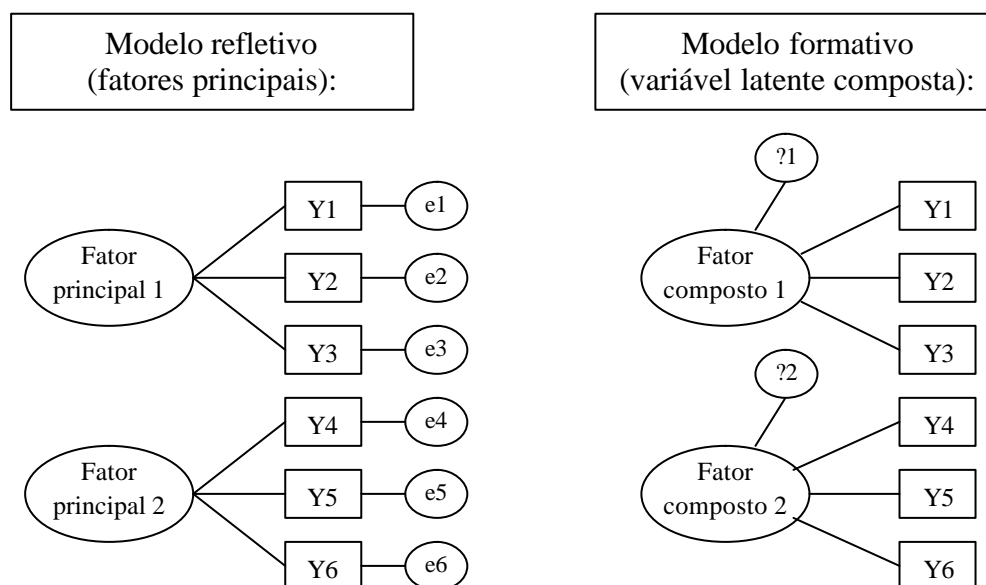 Modelo refletivo
(fatores principais):
Y1
e1
Fator
principal 1
Y2
e2
Y3
e3
Y4
e4
Fator
principal 2
Y5
e5
Y6
e6
Modelo formativo
(variável latente composta):
?1
Y1
Fator
composto 1
Y2
Y3
?2
Y4
Fator
composto 2
Y5
Y6